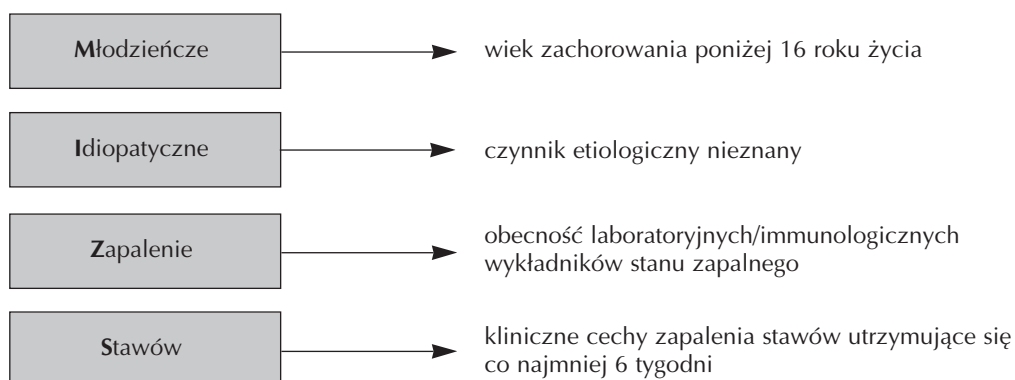 Młodzieńcze
wiek zachorowania poniżej 16 roku życia
Idiopatyczne
czynnik etiologiczny nieznany
Zapalenie
obecność laboratoryjnych/immunologicznych
wykładników stanu zapalnego
Stawów
kliniczne cechy zapalenia stawów utrzymujące się
co najmniej 6 tygodni